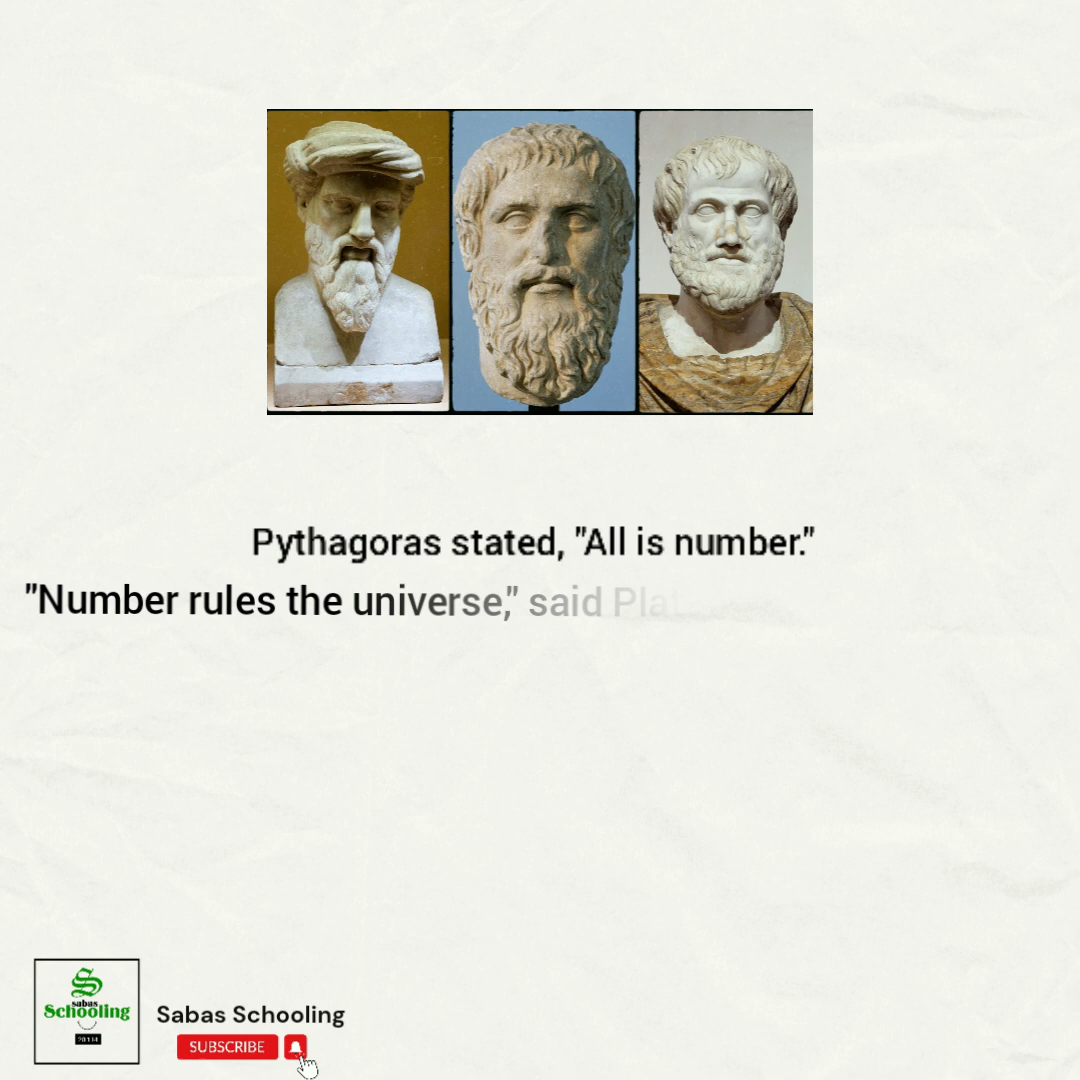 Pythagoras stated, "All is number."
"Number rules the universe," said
sabas
Schooling
Sabas Schooling
SUBSCRIBE